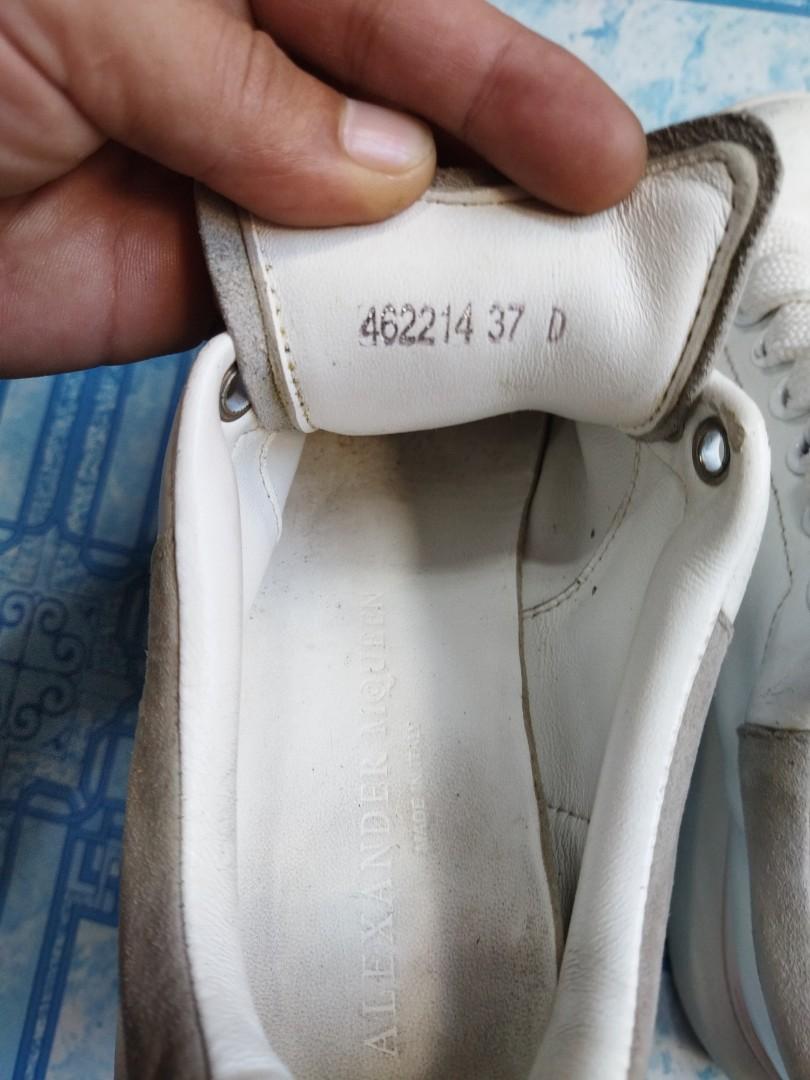 462214 37 D
ALEXANDER McQUEEN
MADE IN ITALY